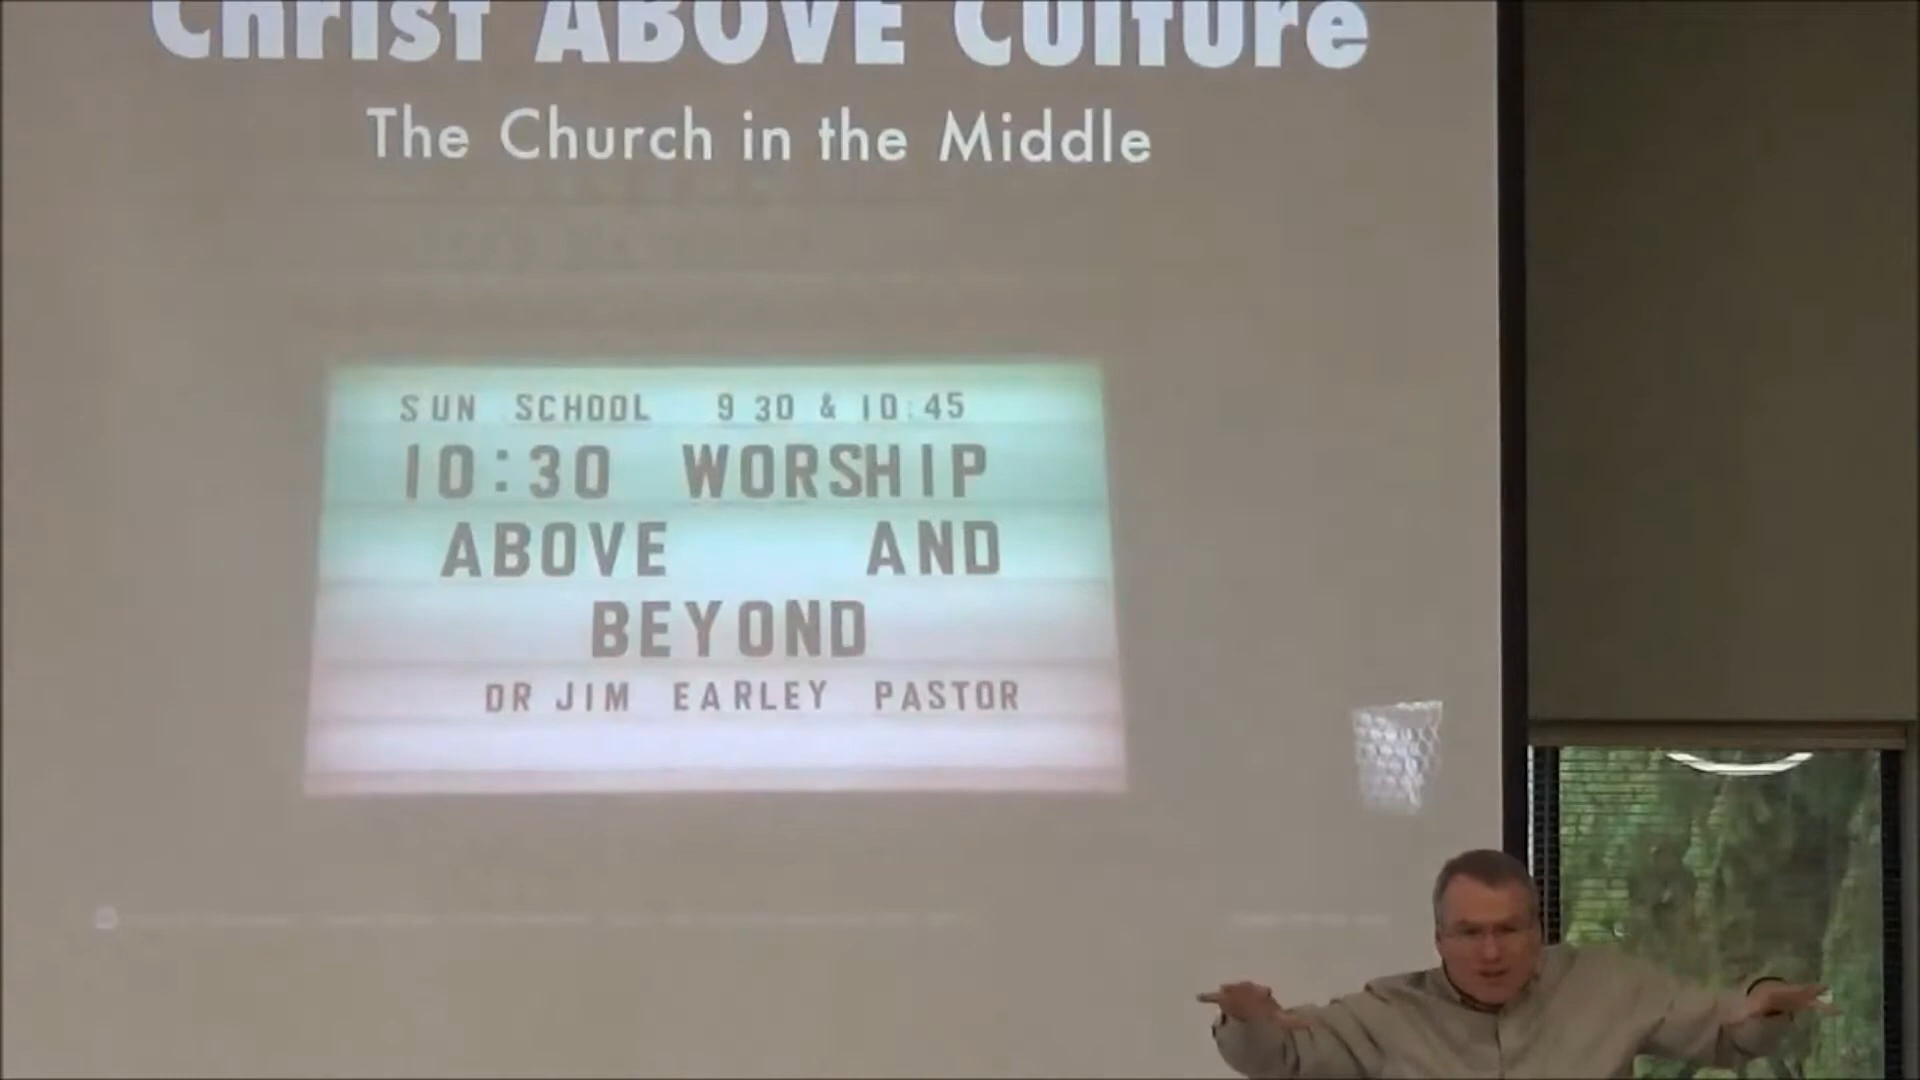 Christ ABOVE Culture
The Church in the Middle
SUN SCHOOL 9 30 & 10:45
10:30 WORSHIP
ABOVE AND
BEYOND
DR JIM EARLEY PASTOR